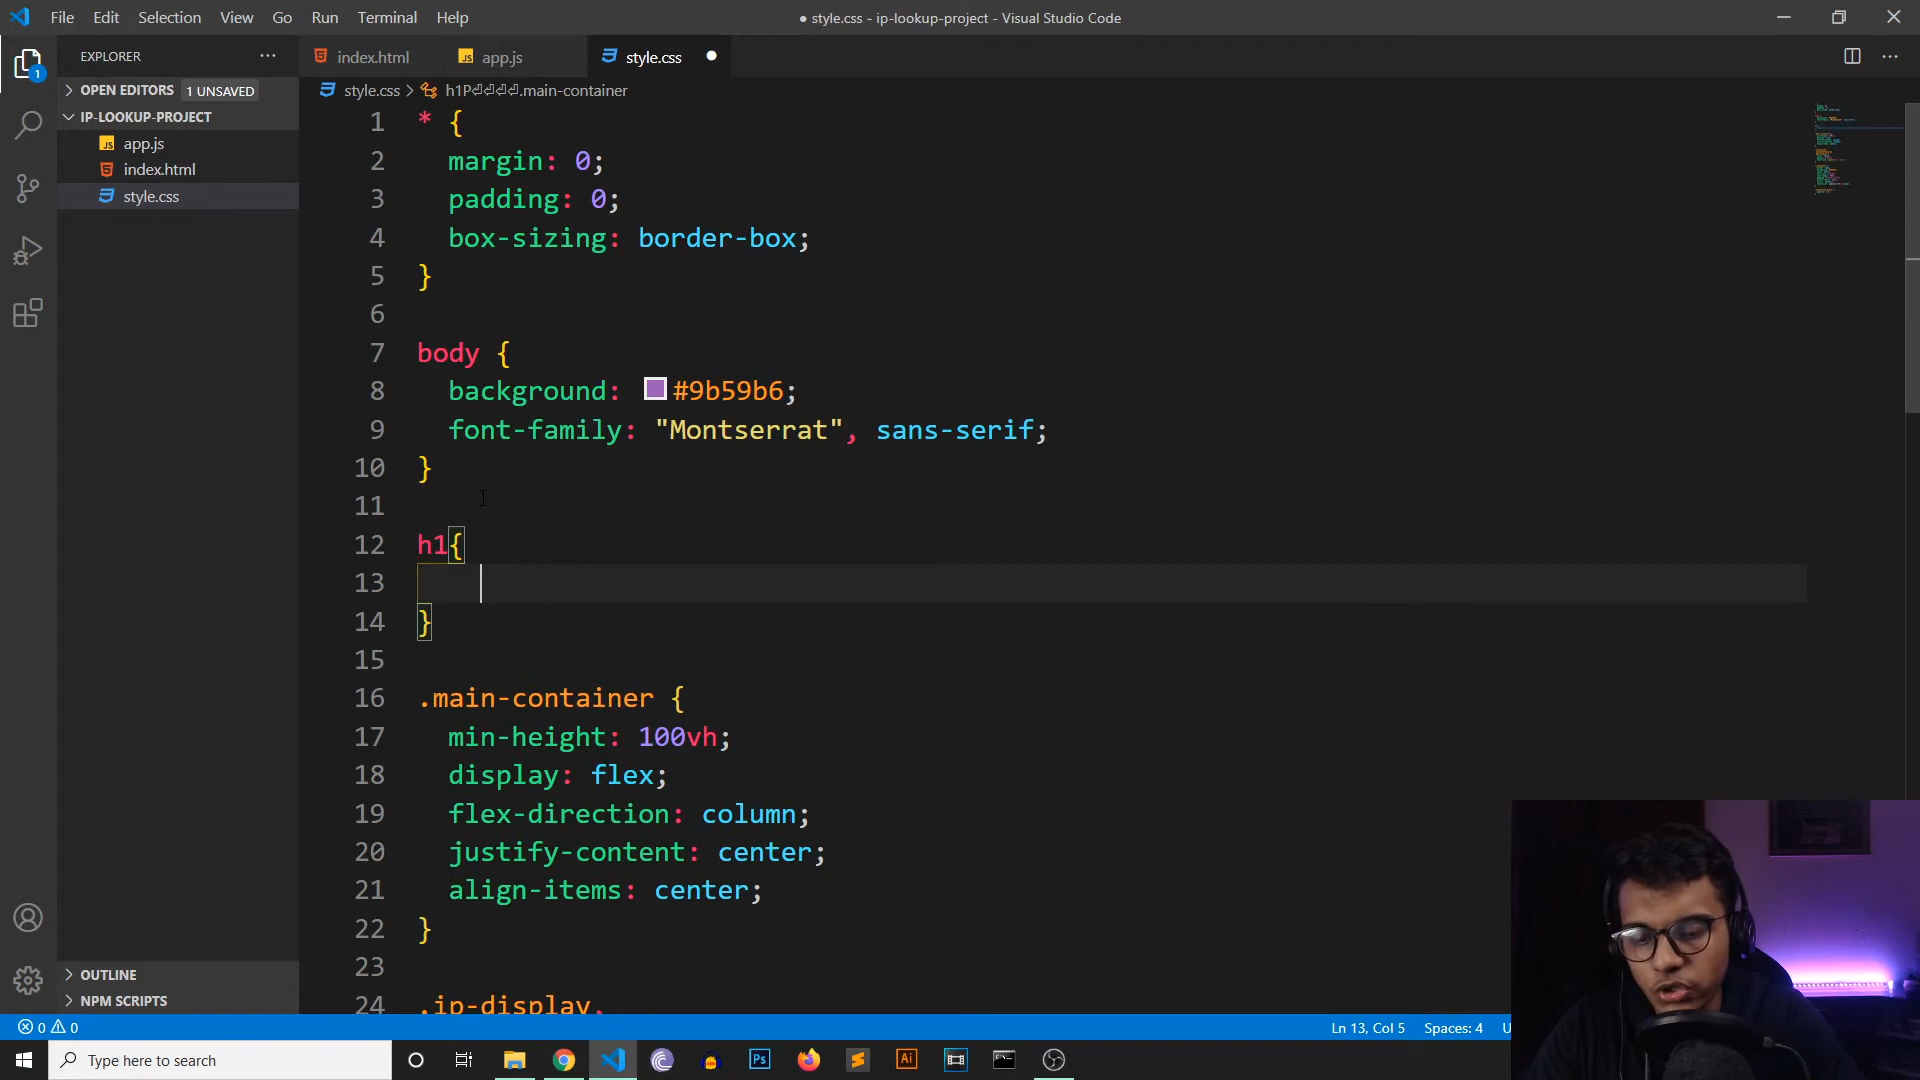 File Edit Selection View Go Run Terminal Help
● style.css - ip-lookup-project - Visual Studio Code
EXPLORER
index.html
app.js
style.css
OPEN EDITORS 1 UNSAVED
style.css > h1P⏎⏎⏎⏎.main-container
IP-LOOKUP-PROJECT
app.js
index.html
style.css
1 * {
2 margin: 0;
3 padding: 0;
4 box-sizing: border-box;
5 }
6
7 body {
8 background: #9b59b6;
9 font-family: "Montserrat", sans-serif;
10 }
11
12 h1{
13
14 }
15
16 .main-container {
17 min-height: 100vh;
18 display: flex;
19 flex-direction: column;
20 justify-content: center;
21 align-items: center;
22 }
23
24 .ip-display,
1
OUTLINE
NPM SCRIPTS
0 0
Ln 13, Col 5 Spaces: 4 U
Type here to search
Ps
Ai